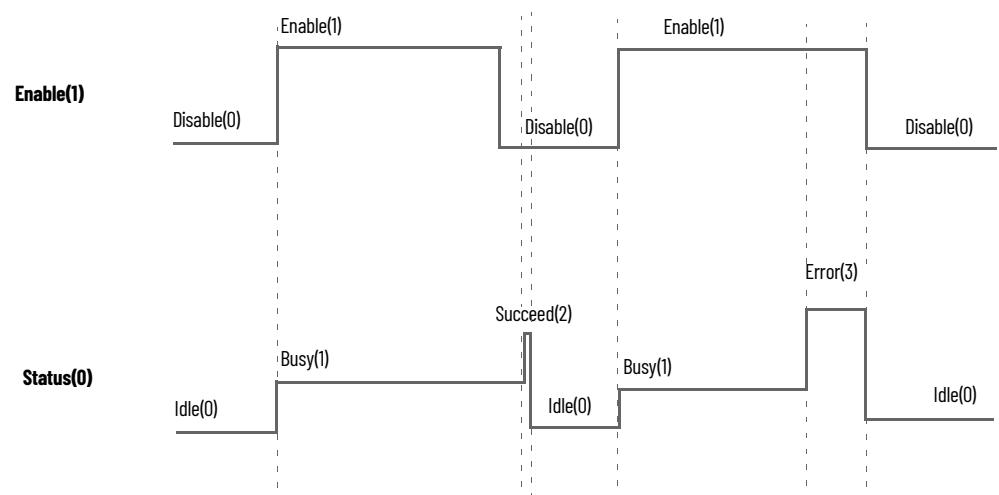 Enable(1)
Enable(1)
Enable(1)
Disable(0)
Disable(0)
Disable(0)
Error(3)
Succeed(2)
Busy(1)
Busy(1)
Status(0)
Idle(0)
Idle(0)
Idle(0)